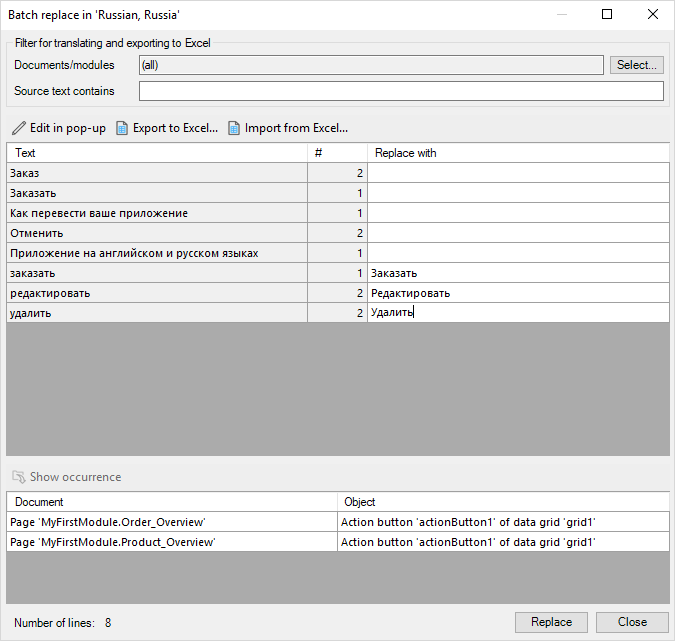 Batch replace in 'Russian, Russia'
Filter for translating and exporting to Excel
Documents/modules (all) Select...
Source text contains
Edit in pop-up Export to Excel... Import from Excel...
Text # Replace with
Заказ 2
Заказать 1
Как перевести ваше приложение 1
Отменить 2
Приложение на английском и русском языках 1
заказать 1 Заказать
редактировать 2 Редактировать
удалить 2 Удалить
Show occurrence
Document Object
Page 'MyFirstModule.Order_Overview' Action button 'actionButton1' of data grid 'grid1'
Page 'MyFirstModule.Product_Overview' Action button 'actionButton1' of data grid 'grid1'
Number of lines: 8 Replace Close